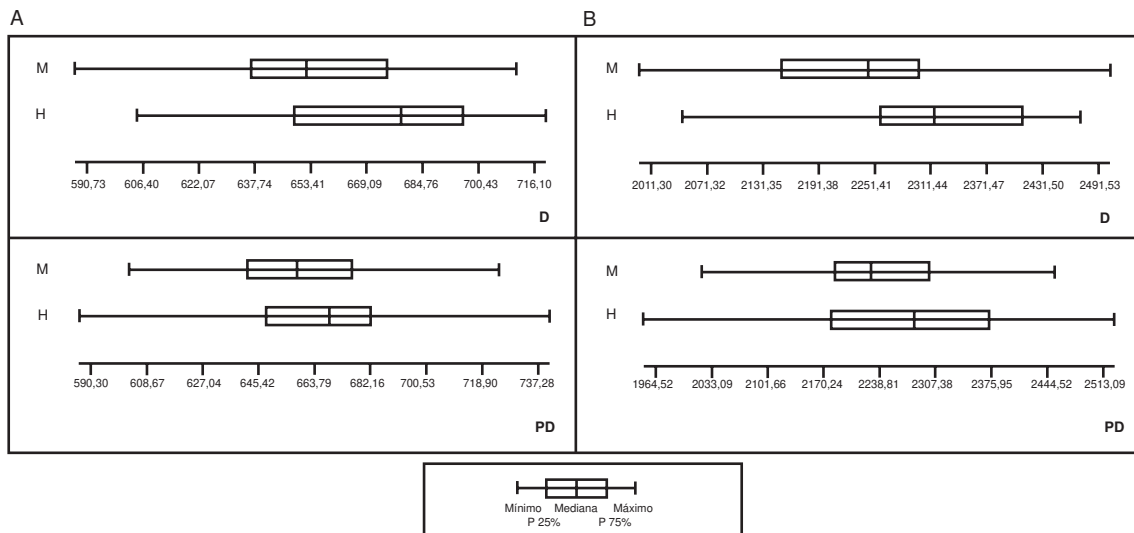 A
M
H
590,73 606,40 622,07 637,74 653,41 669,09 684,76 700,43 716,10
D
M
H
590,30 608,67 627,04 645,42 663,79 682,16 700,53 718,90 737,28
PD
B
M
H
2011,30 2071,32 2131,35 2191,38 2251,41 2311,44 2371,47 2431,50 2491,53
D
M
H
1964,52 2033,09 2101,66 2170,24 2238,81 2307,38 2375,95 2444,52 2513,09
PD
Mínimo Mediana Máximo
P 25% P 75%